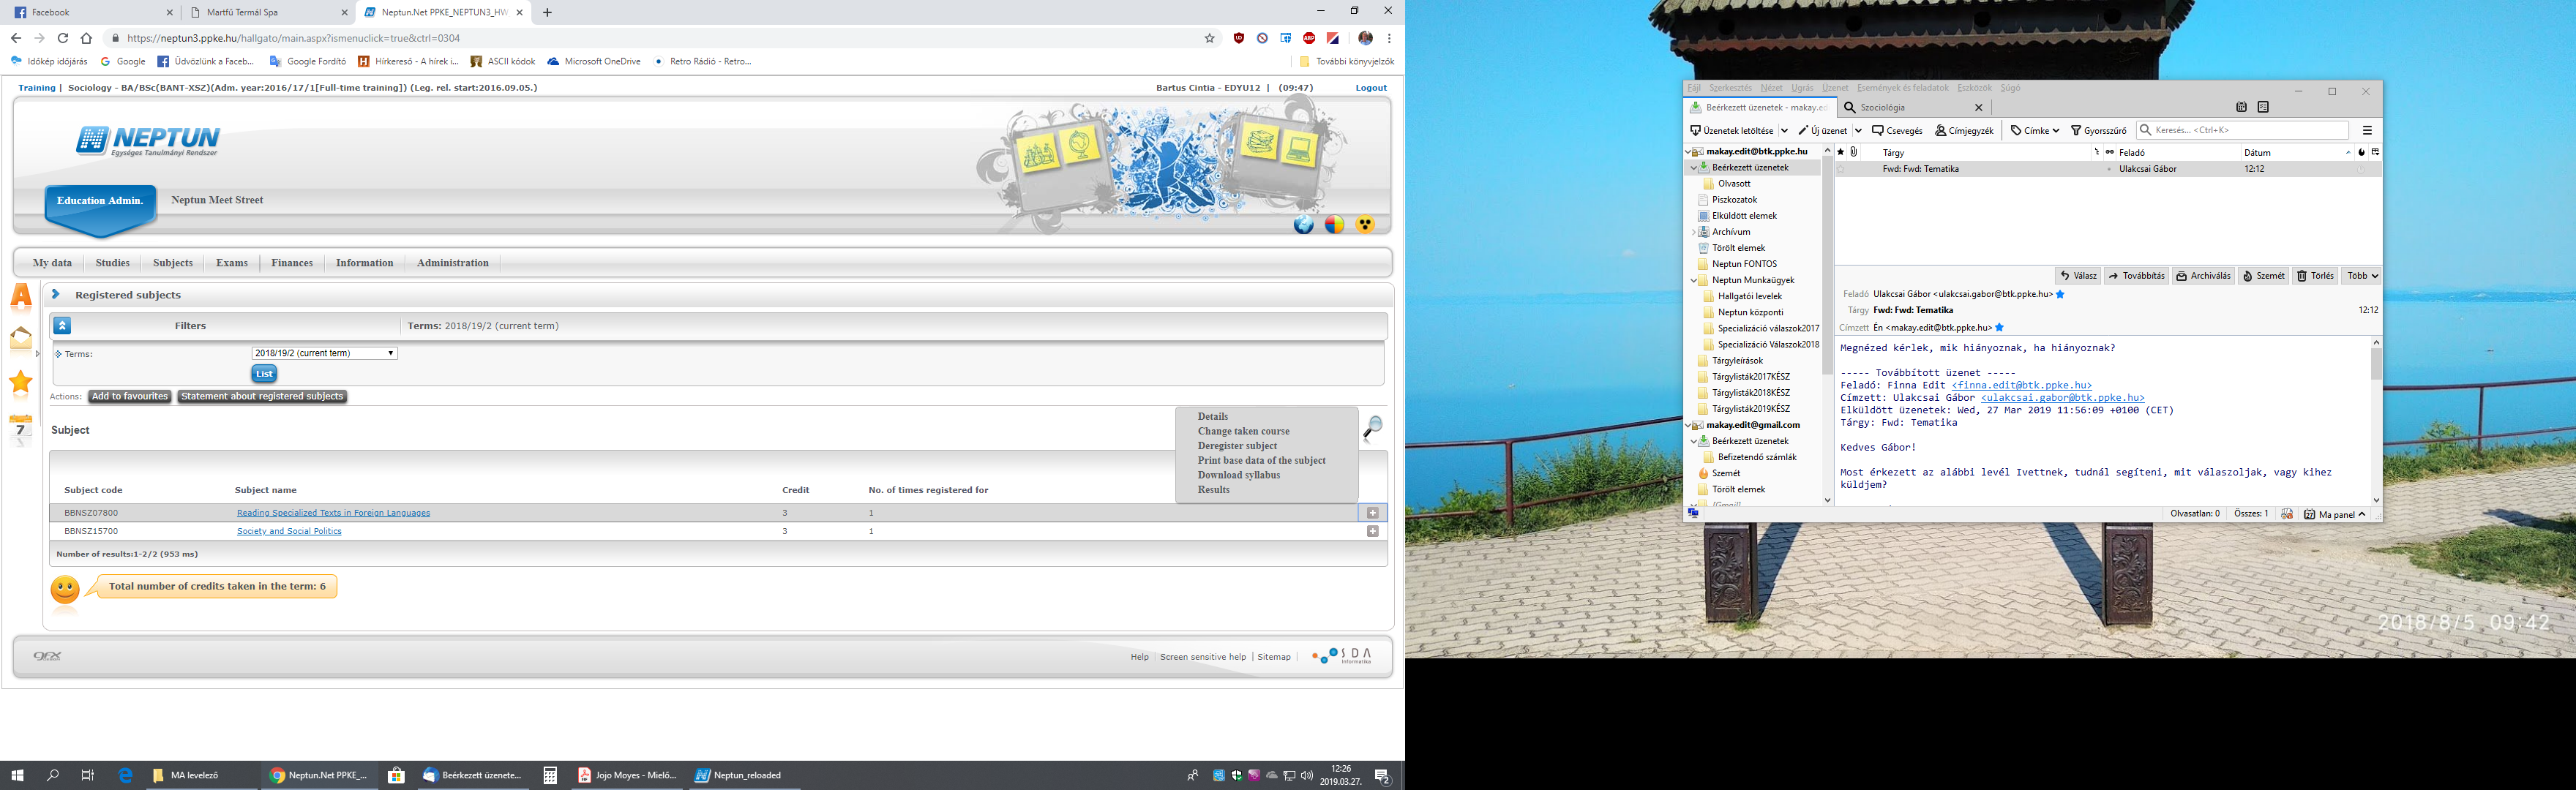 Facebook
Martfű Termál Spa
Neptun.Net PPKE_NEPTUN3_HW
https://neptun3.ppke.hu/hallgato/main.aspx?ismenuclick=true&ctrl=0304
Időkép időjárás
Google
Üdvözlünk a Faceb...
Google Fordító
Hírkereső - A hírek i...
ASCII kódok
Microsoft OneDrive
Retro Rádió - Retro...
További könyvjelzők
Training | Sociology - BA/BSc(BANT-XSZ)(Adm. year:2016/17/1[Full-time training]) (Leg. rel. start:2016.09.05.)
Bartus Cintia - EDYU12 | (09:47)
Logout
NEPTUN
Egységes Tanulmányi Rendszer
Education Admin.
Neptun Meet Street
My data
Studies
Subjects
Exams
Finances
Information
Administration
Registered subjects
Filters
Terms: 2018/19/2 (current term)
Terms:
2018/19/2 (current term)
List
Actions:
Add to favourites
Statement about registered subjects
7
Subject
Details
Change taken course
Deregister subject
Print base data of the subject
Download syllabus
Results
Subject code
Subject name
Credit
No. of times registered for
BBNSZ07800
Reading Specialized Texts in Foreign Languages
3
1
BBNSZ15700
Society and Social Politics
3
1
Number of results:1-2/2 (953 ms)
Total number of credits taken in the term: 6
Help
Screen sensitive help
Sitemap
SDA
Informatika
MA levelező
Neptun.Net PPKE_...
Beérkezett üzenete...
Jojo Moyes - Mielő...
Neptun_reloaded
12:26
2019.03.27.
2
Fájl
Szerkesztés
Nézet
Ugrás
Üzenet
Események és feladatok
Eszközök
Súgó
Beérkezett üzenetek - makay.ed
Szociológia
Üzenetek letöltése
Új üzenet
Csevegés
Címjegyzék
Címke
Gyorsszűrő
Keresés... <Ctrl+K>
makay.edit@btk.ppke.hu
Beérkezett üzenetek
Olvasott
Piszkozatok
Elküldött elemek
Archívum
Törölt elemek
Neptun FONTOS
Neptun Munkaügyek
Hallgatói levelek
Neptun központi
Specializáció válaszok2017
Specializáció Válaszok2018
Tárgyleírások
Tárgylisták2017KÉSZ
Tárgylisták2018KÉSZ
Tárgylisták2019KÉSZ
makay.edit@gmail.com
Beérkezett üzenetek
Befizetendő számlák
Szemét
Törölt elemek
[Gmail]
Tárgy
Feladó
Dátum
Fwd: Fwd: Tematika
Ulakcsai Gábor
12:12
Válasz
Továbbítás
Archiválás
Szemét
Törlés
Több
Feladó Ulakcsai Gábor <ulakcsai.gabor@btk.ppke.hu>
Tárgy Fwd: Fwd: Tematika
12:12
Címzett Én <makay.edit@btk.ppke.hu>
Megnézed kérlek, mik hiányoznak, ha hiányoznak?
----- Továbbított üzenet -----
Feladó: Finna Edit <finna.edit@btk.ppke.hu>
Címzett: Ulakcsai Gábor <ulakcsai.gabor@btk.ppke.hu>
Elküldött üzenetek: Wed, 27 Mar 2019 11:56:09 +0100 (CET)
Tárgy: Fwd: Tematika
Kedves Gábor!
Most érkezett az alábbi levél Ivettnek, tudnál segíteni, mit válaszoljak, vagy kihez
küldjem?
Olvasatlan: 0
Összes: 1
Ma panel
2018/8/5 09:42